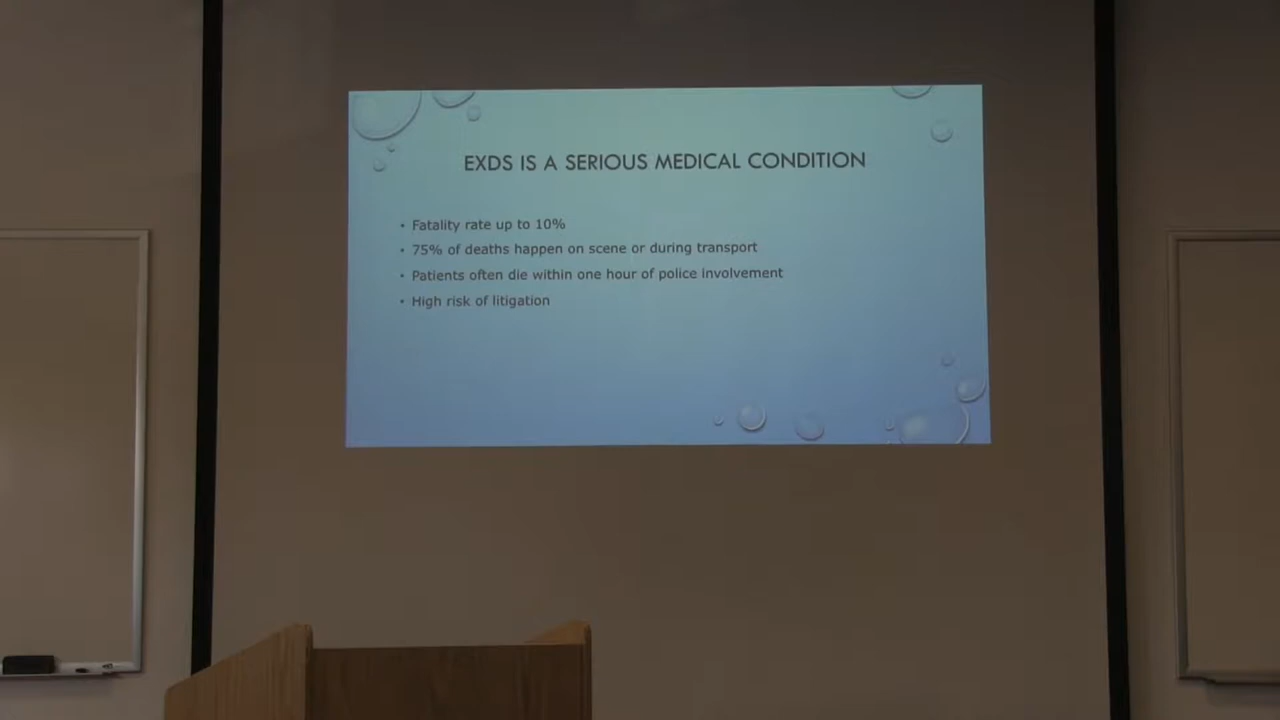 EXDS IS A SERIOUS MEDICAL CONDITION
• Fatality rate up to 10%
• 75% of deaths happen on scene or during transport
• Patients often die within one hour of police involvement
• High risk of litigation